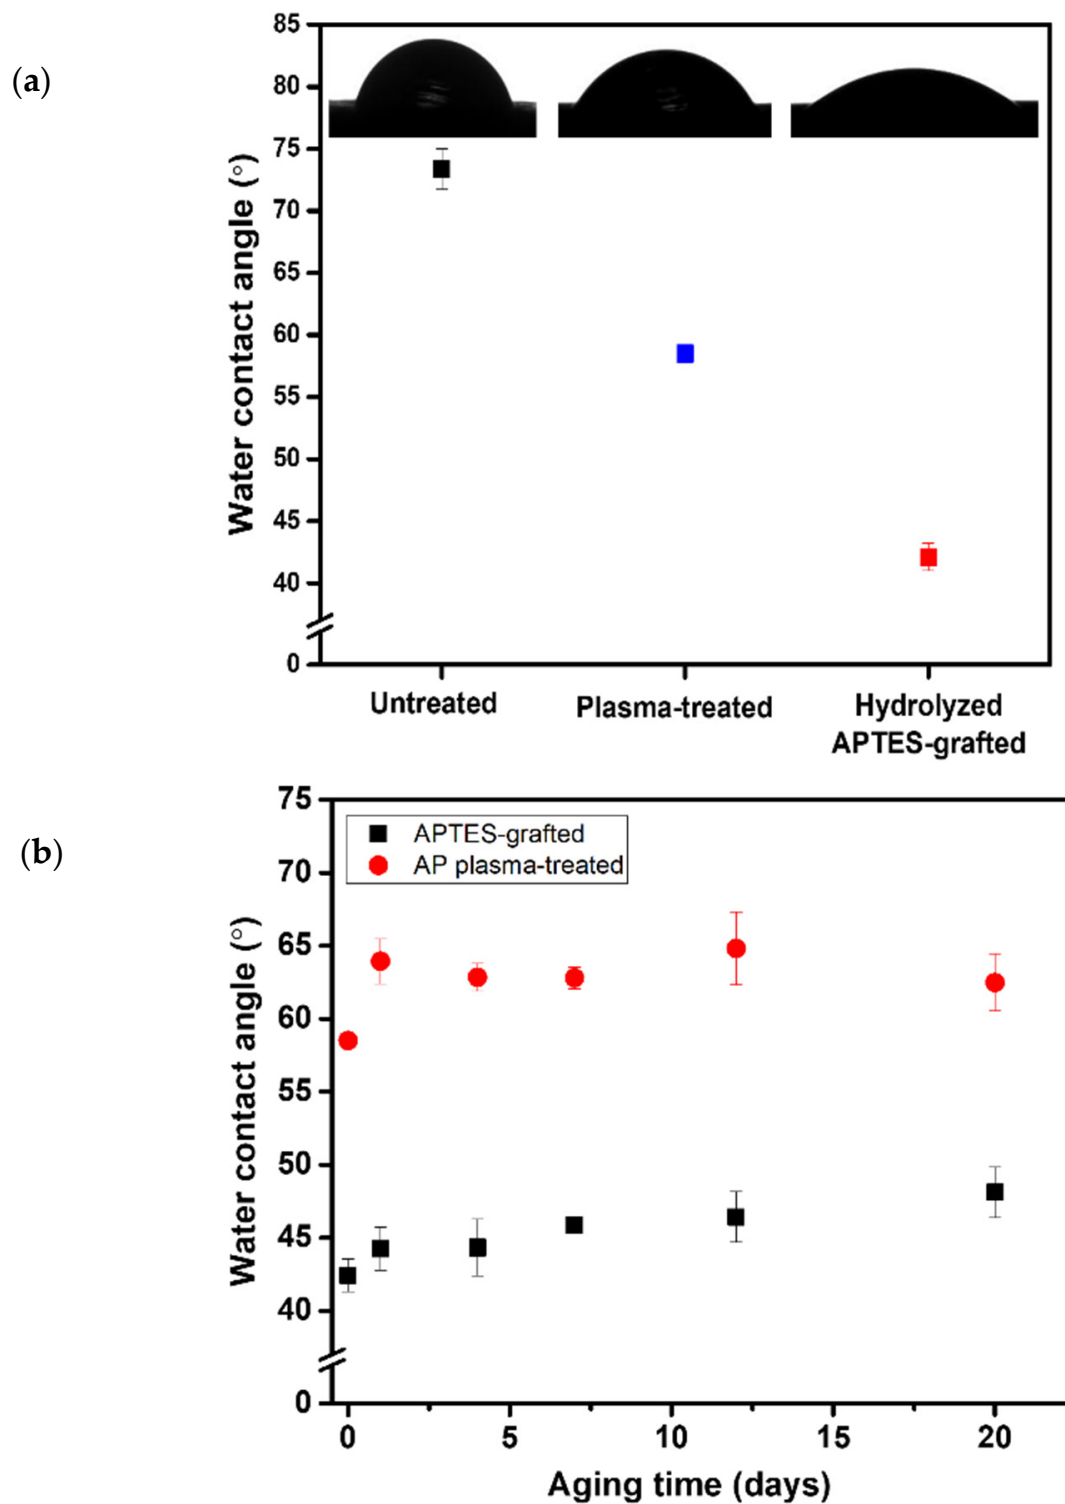 (a)
Water contact angle (°)
85
80
75
70
65
60
55
50
45
40
0
Untreated
Plasma-treated
Hydrolyzed
APTES-grafted
(b)
Water contact angle (°)
75
70
65
60
55
50
45
40
0
APTES-grafted
AP plasma-treated
0 5 10 15 20
Aging time (days)